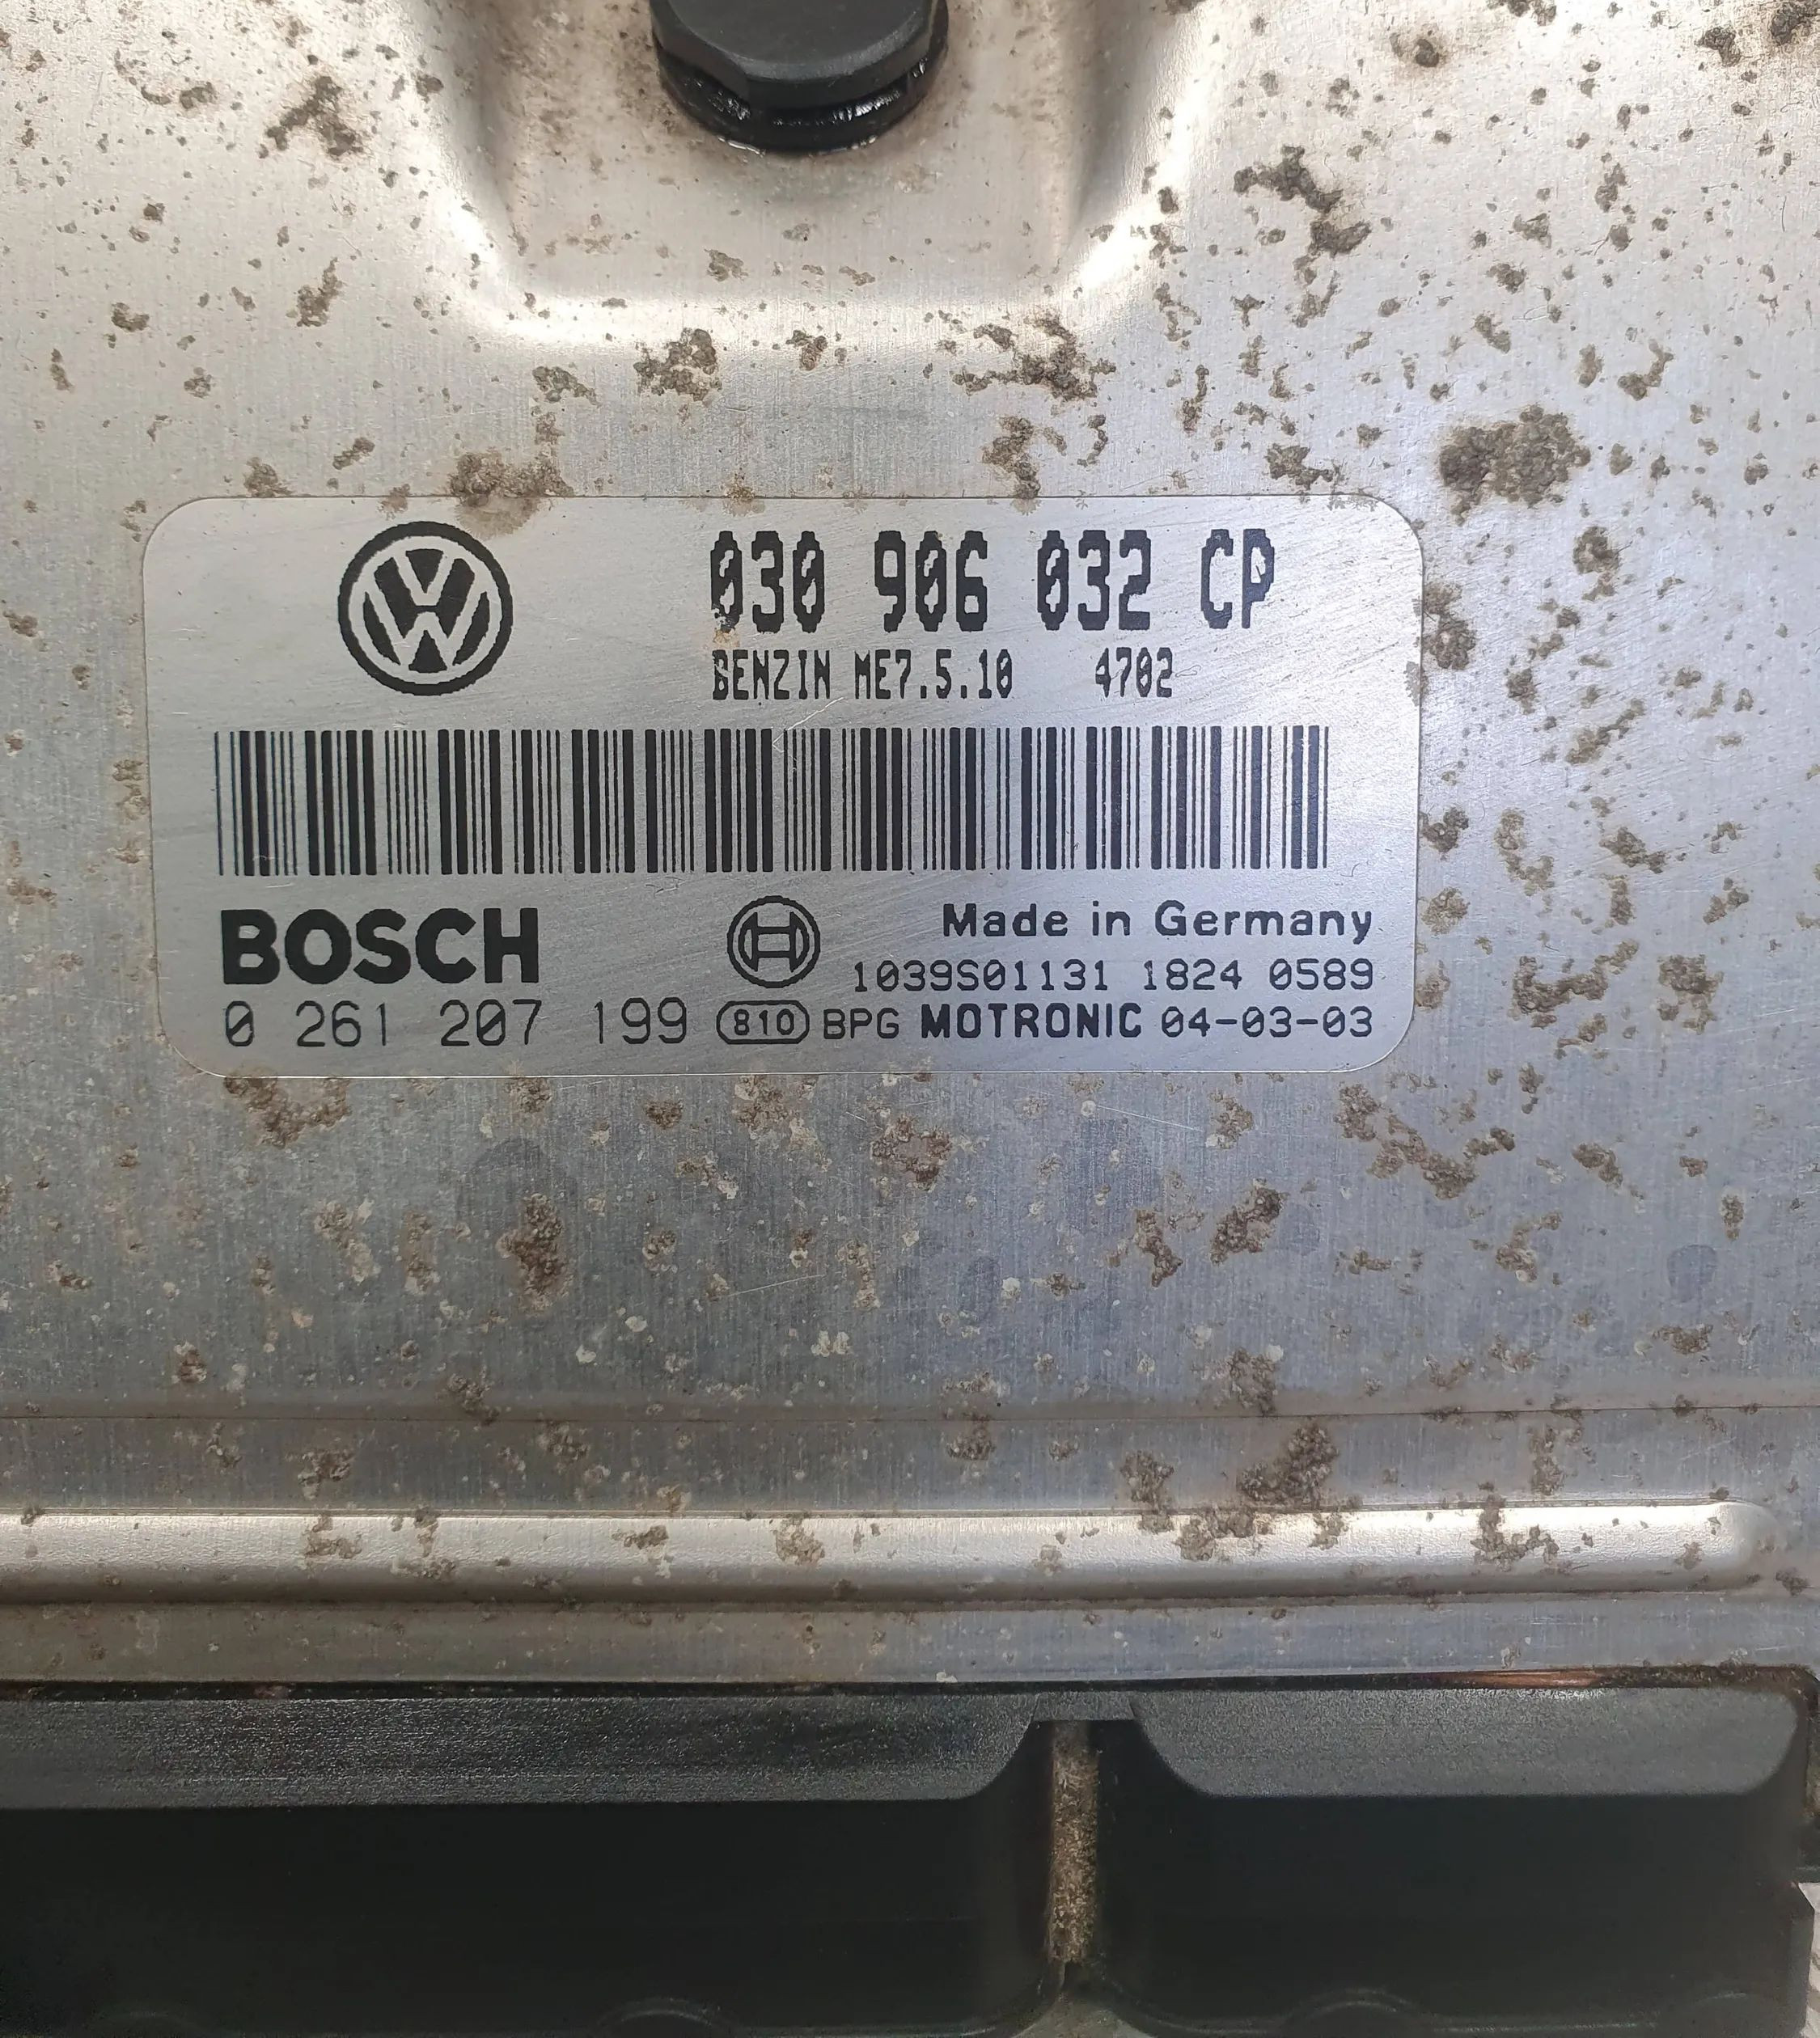 030 906 032 CP
BENZIN ME7.5.10 4702
BOSCH
Made in Germany
1039S01131 1824 0589
0 261 207 199 810 BPG MOTRONIC 04-03-03